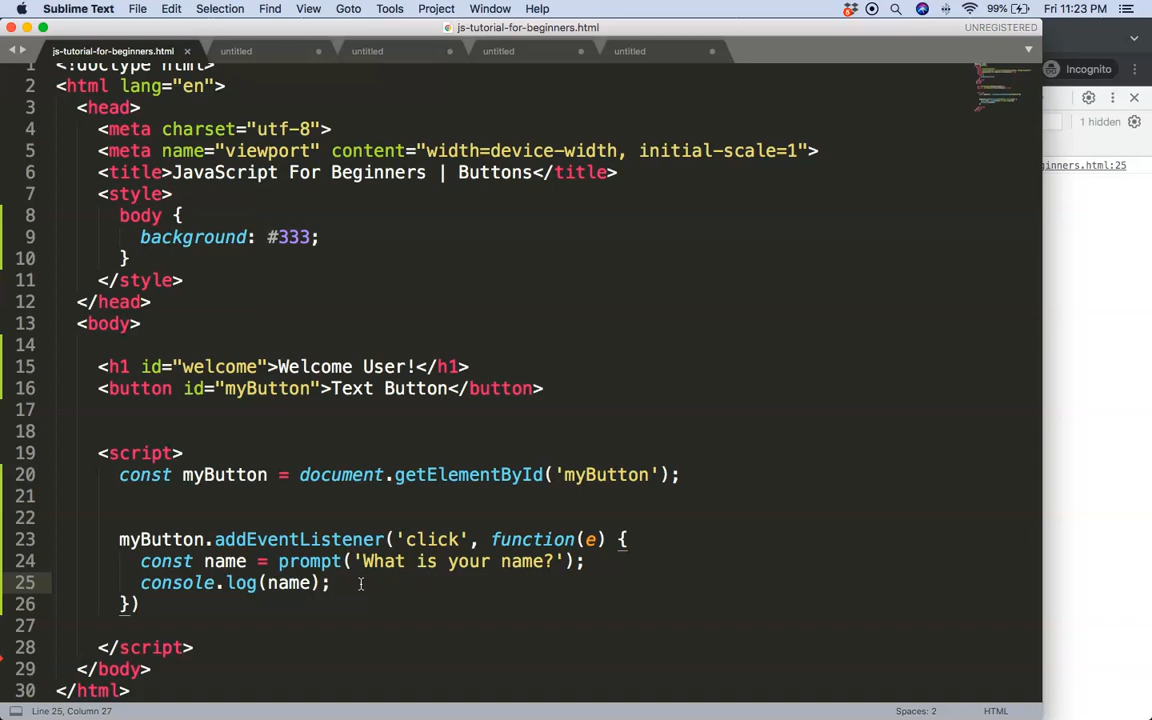 Sublime Text File Edit Selection Find View Goto Tools Project Window Help 99% Fri 11:23 PM
js-tutorial-for-beginners.html UNREGISTERED
js-tutorial-for-beginners.html × untitled untitled untitled untitled
Incognito
1 hidden
ginners.html:25
1 <!doctype html>
2 <html lang="en">
3 <head>
4 <meta charset="utf-8">
5 <meta name="viewport" content="width=device-width, initial-scale=1">
6 <title>JavaScript For Beginners | Buttons</title>
7 <style>
8 body {
9 background: #333;
10 }
11 </style>
12 </head>
13 <body>
14
15 <h1 id="welcome">Welcome User!</h1>
16 <button id="myButton">Text Button</button>
17
18
19 <script>
20 const myButton = document.getElementById('myButton');
21
22
23 myButton.addEventListener('click', function(e) {
24 const name = prompt('What is your name?');
25 console.log(name);
26 })
27
28 </script>
29 </body>
30 </html>
Line 25, Column 27 Spaces: 2 HTML